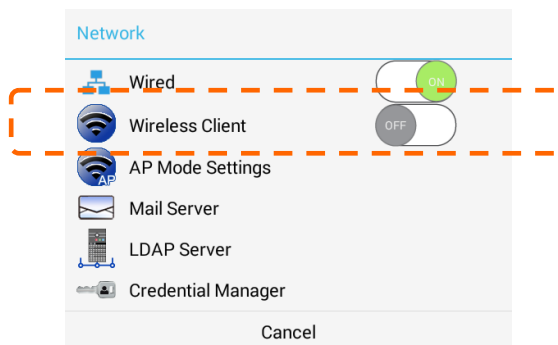 Network
Wired ON
Wireless Client OFF
AP
AP Mode Settings
Mail Server
LDAP Server
Credential Manager
Cancel